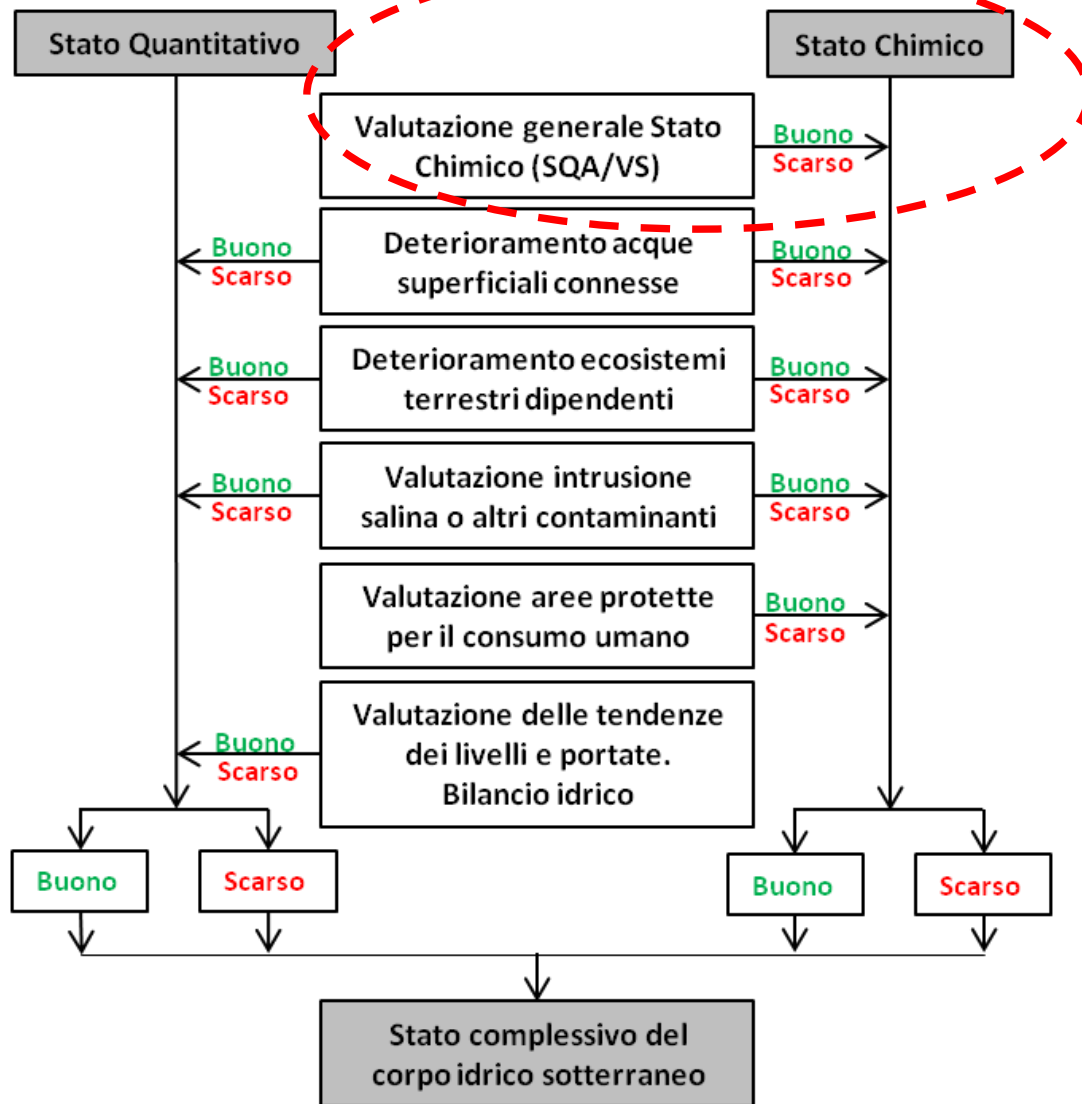 Stato Quantitativo
Stato Chimico
Valutazione generale Stato
Chimico (SQA/VS)
Buono
Scarso
Buono
Scarso
Deterioramento acque
superficiali connesse
Buono
Scarso
Buono
Scarso
Deterioramento ecosistemi
terrestri dipendenti
Buono
Scarso
Buono
Scarso
Valutazione intrusione
salina o altri contaminanti
Buono
Scarso
Valutazione aree protette
per il consumo umano
Buono
Scarso
Buono
Scarso
Valutazione delle tendenze
dei livelli e portate.
Bilancio idrico
Buono
Scarso
Buono
Scarso
Stato complessivo del
corpo idrico sotterraneo